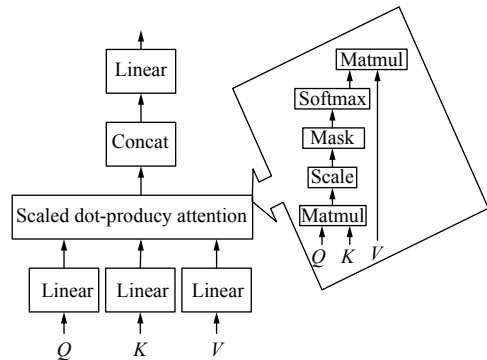 Linear
Concat
Scaled dot-producy attention
Linear Linear Linear
Q K V
Matmul
Softmax
Mask
Scale
Matmul
Q K V